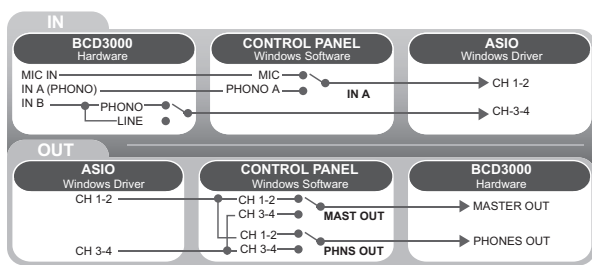 IN
BCD3000 CONTROL PANEL ASIO
Hardware Windows Software Windows Driver
MIC IN MIC
IN A (PHONO) PHONO A IN A CH 1-2
IN B PHONO CH-3-4
LINE
OUT
ASIO CONTROL PANEL BCD3000
Windows Driver Windows Software Hardware
CH 1-2 CH 1-2 MASTER OUT
CH 3-4 MAST OUT
CH 1-2 PHONES OUT
CH 3-4 CH 3-4 PHNS OUT